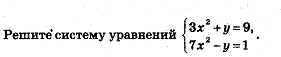 Решите систему уравнений { 3x² + y = 9,
7x² − y = 1 .